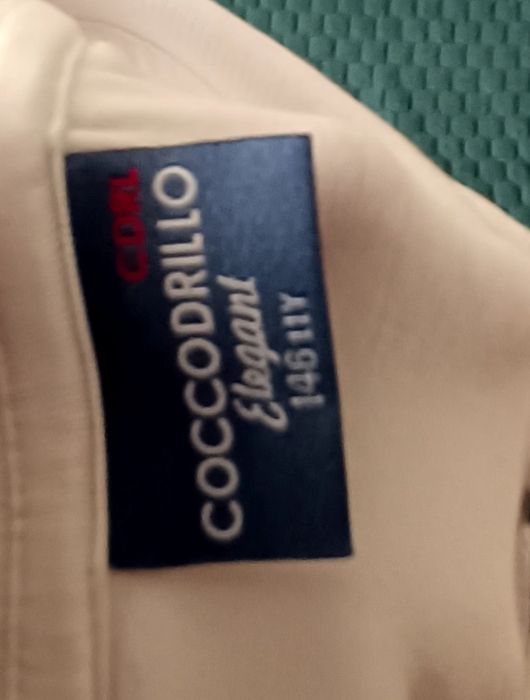 CDRL
COCCODRILLO
Elegant
146 11Y